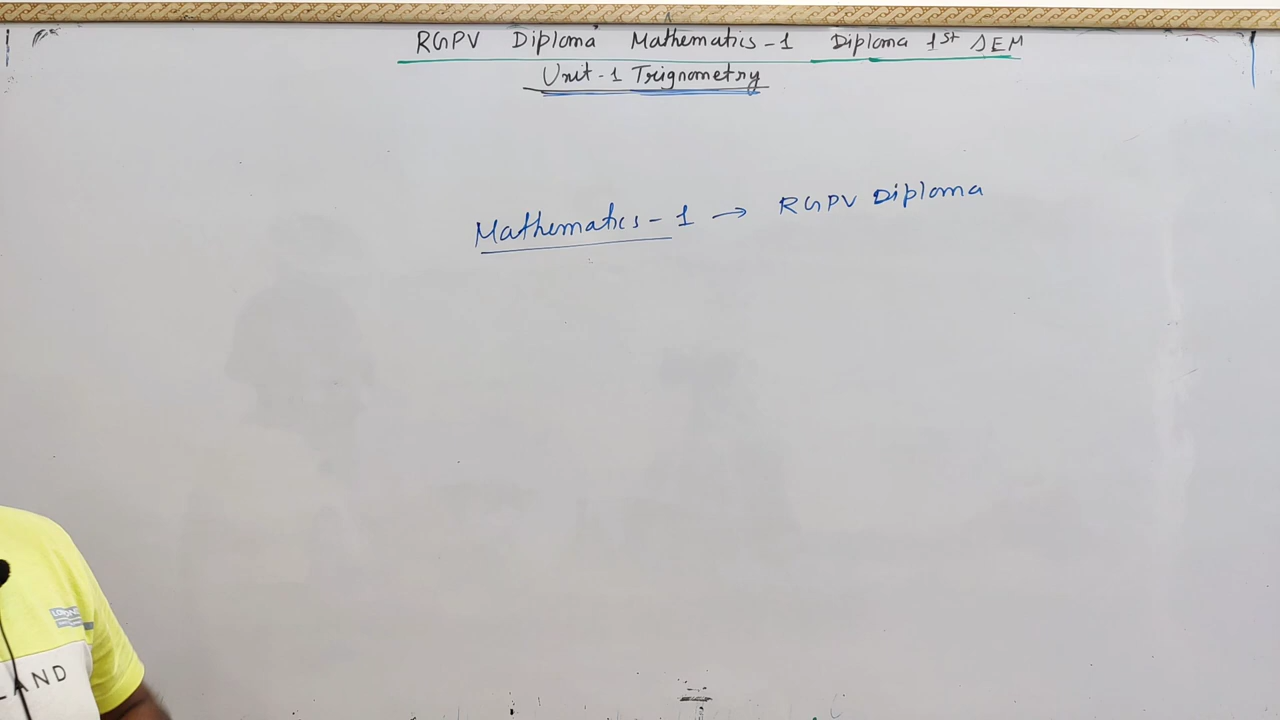 RGPV Diploma Mathematics-1 Diploma 1st SEM
Unit-1 Trignometry
Mathematics-1 → RGPV Diploma
LAND